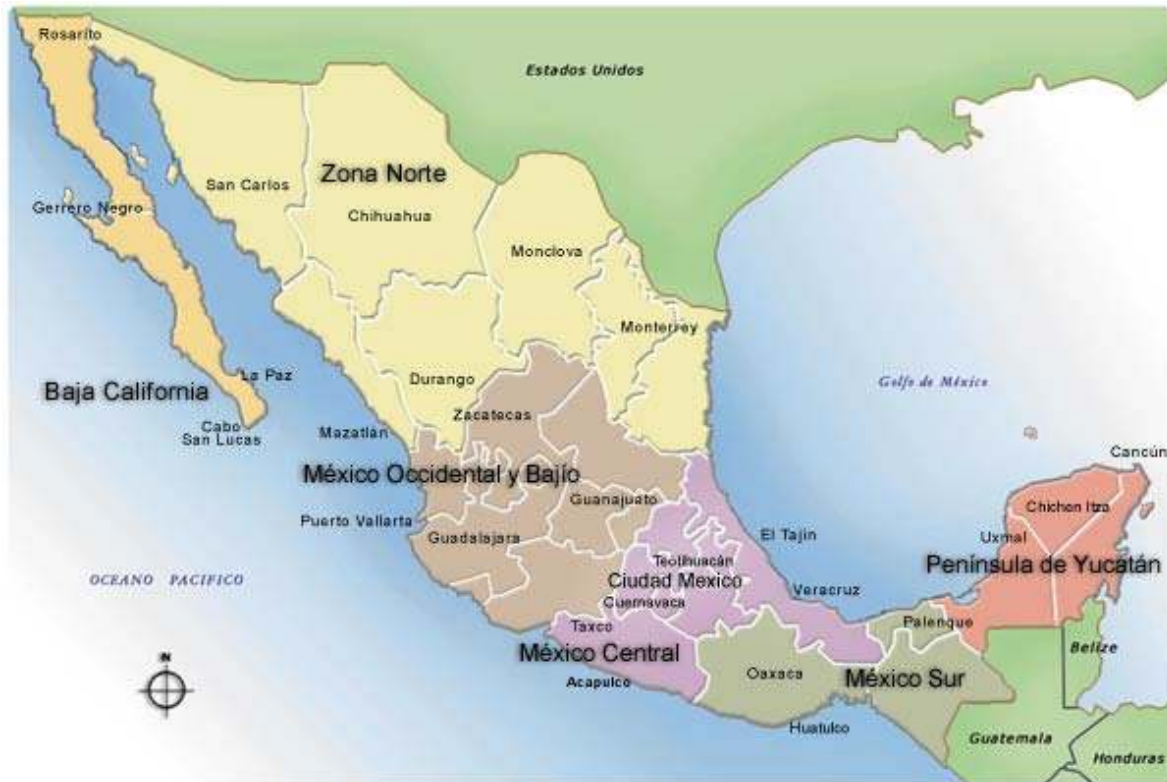 Rosarito
Estados Unidos
Zona Norte
San Carlos
Chihuahua
Gerrero Negro
Monclova
Monterrey
La Paz
Baja California
Durango
Golfo de México
Zacatecas
Cabo
San Lucas
Mazatlán
Cancún
México Occidental y Bajío
Guanajuato
Chichen Itza
Puerto Vallarta
Guadalajara
El Tajín
Uxmal
Teotihuacán
Península de Yucatán
OCEANO PACIFICO
Ciudad Mexico
Veracruz
Cuernavaca
Palenque
Taxco
México Central
Belize
N
Acapulco
Oaxaca
México Sur
Huatulco
Guatemala
Honduras